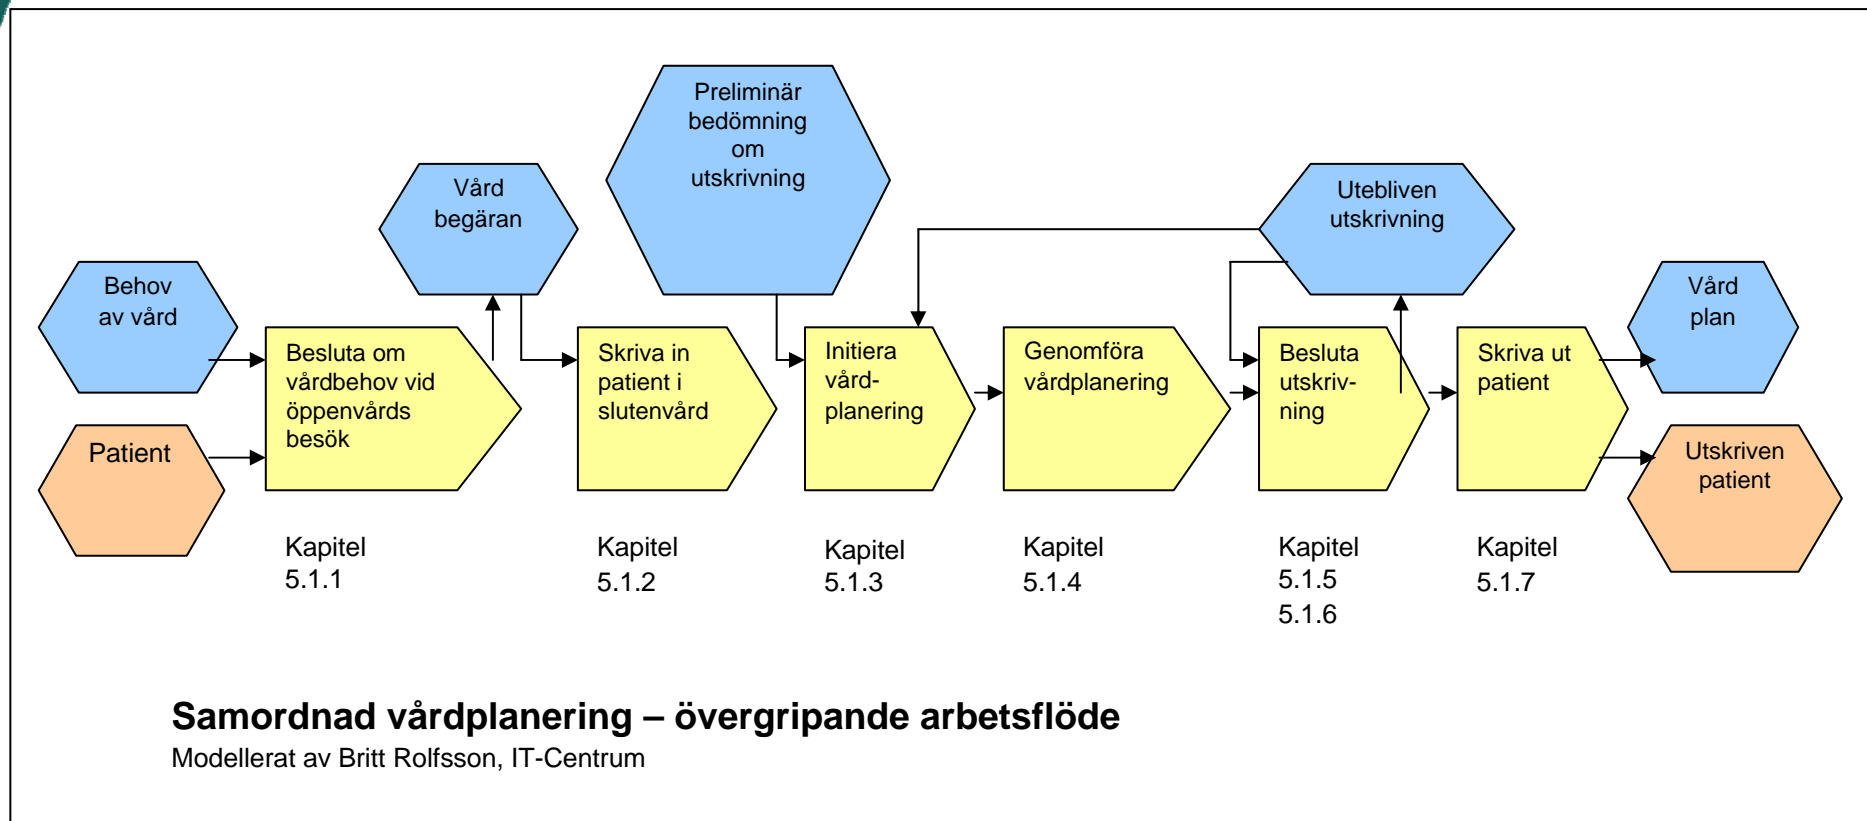 Preliminär
bedömning
om
utskrivning
Vård
begäran
Utebliven
utskrivning
Behov
av vård
Vård
plan
Patient
Besluta om
vårdbehov vid
öppenvårds
besök
Skriva in
patient i
slutenvård
Initiera
vård-
planering
Genomföra
vårdplanering
Besluta
utskriv-
ning
Skriva ut
patient
Utskriven
patient
Kapitel
5.1.1
Kapitel
5.1.2
Kapitel
5.1.3
Kapitel
5.1.4
Kapitel
5.1.5
5.1.6
Kapitel
5.1.7
Samordnad vårdplanering – övergripande arbetsflöde
Modellerat av Britt Rolfsson, IT-Centrum